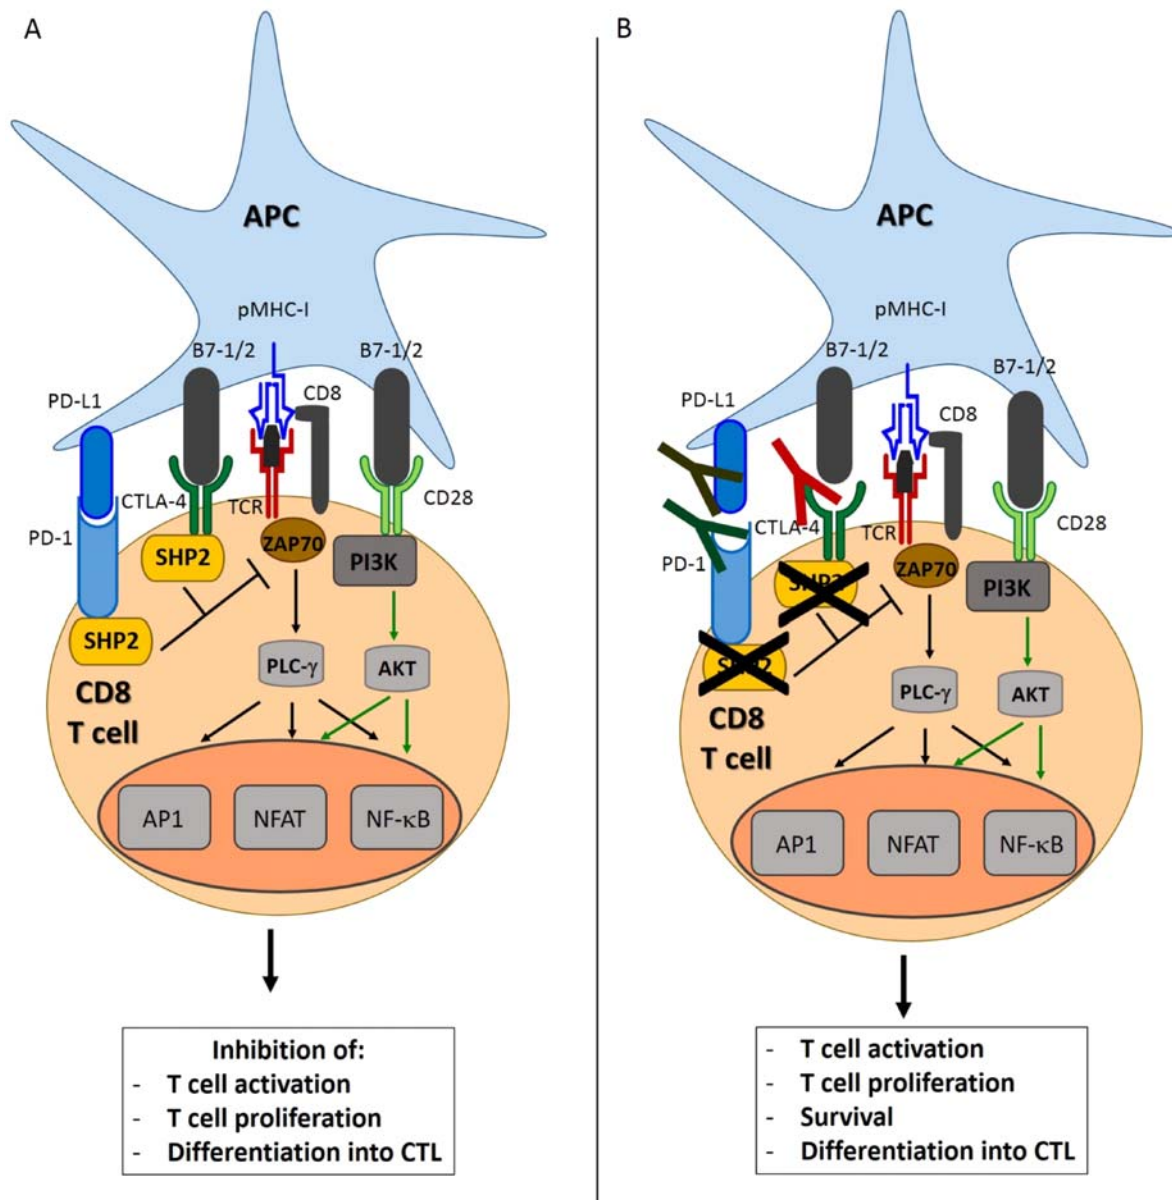 A
APC
pMHC-I
B7-1/2
B7-1/2
PD-L1
CD8
CTLA-4
TCR
CD28
PD-1
SHP2
ZAP70
PI3K
SHP2
PLC-γ
AKT
CD8
T cell
AP1
NFAT
NF-κB
Inhibition of:
- T cell activation
- T cell proliferation
- Differentiation into CTL
B
APC
pMHC-I
B7-1/2
B7-1/2
PD-L1
CD8
CTLA-4
TCR
CD28
PD-1
SHP2
ZAP70
PI3K
SHP2
PLC-γ
AKT
CD8
T cell
AP1
NFAT
NF-κB
- T cell activation
- T cell proliferation
- Survival
- Differentiation into CTL